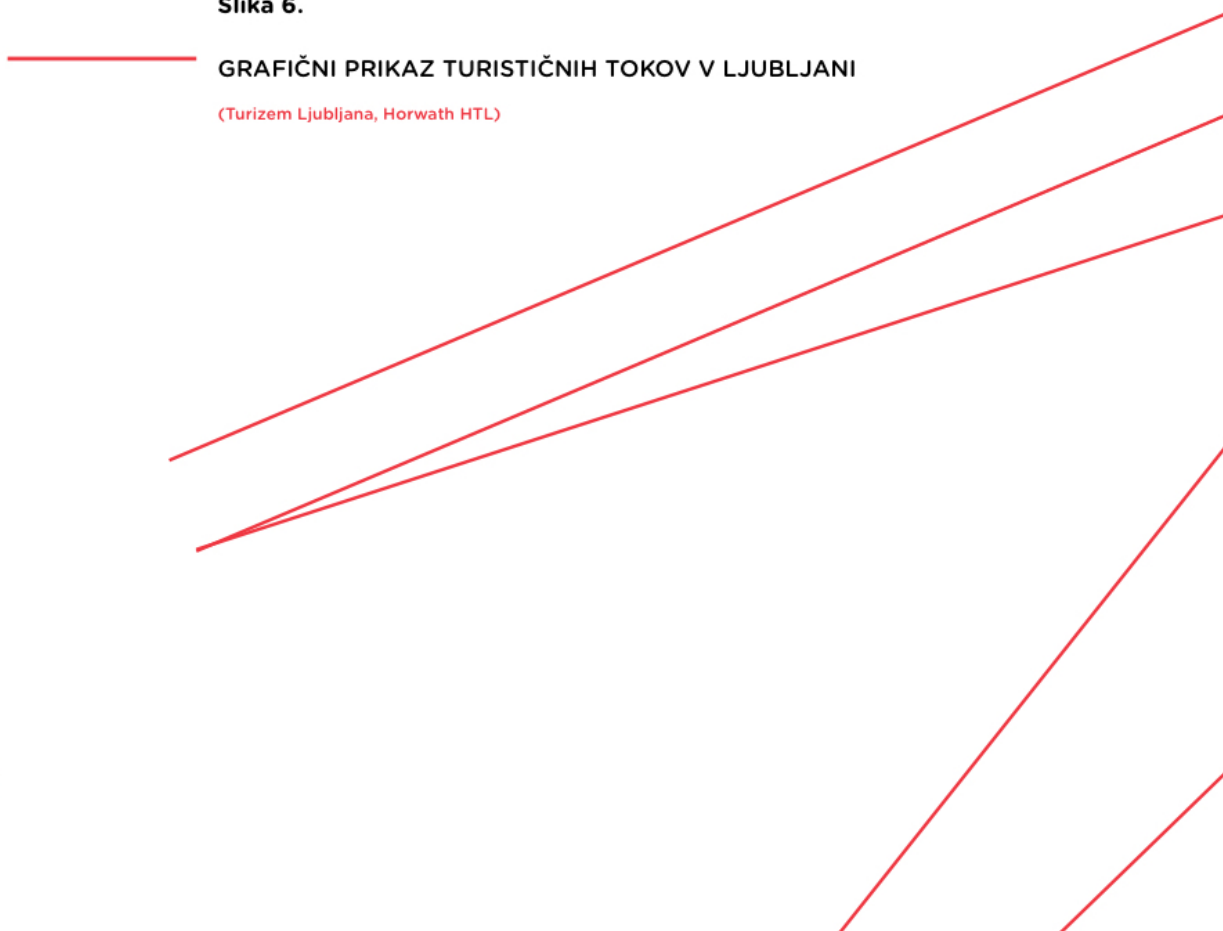 Slika 6.
GRAFIČNI PRIKAZ TURISTIČNIH TOKOV V LJUBLJANI
(Turizem Ljubljana, Horwath HTL)